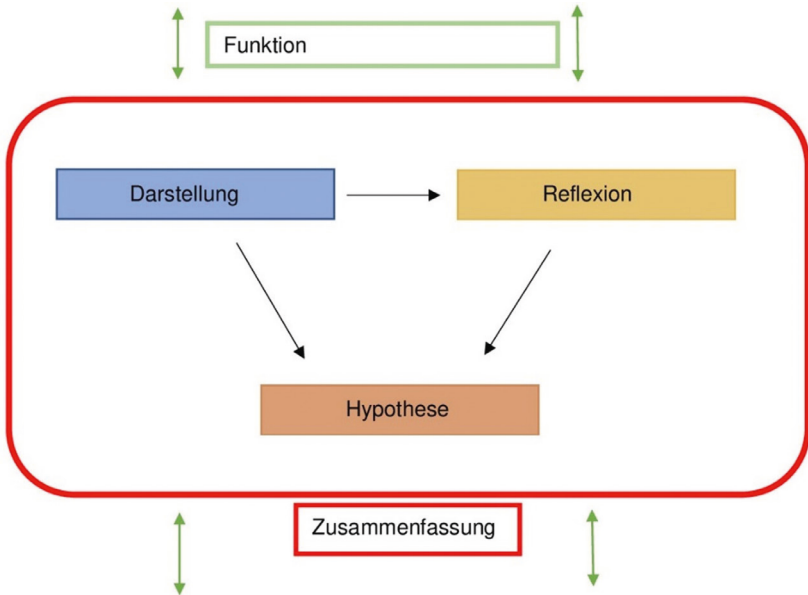 Funktion
Darstellung
Reflexion
Hypothese
Zusammenfassung